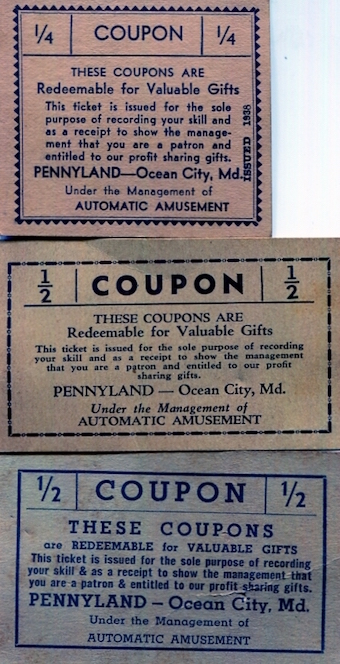 1/4 COUPON 1/4
THESE COUPONS ARE
Redeemable for Valuable Gifts
This ticket is issued for the sole
purpose of recording your skill and
as a receipt to show the manage-
ment that you are a patron and
entitled to our profit sharing gifts.
PENNYLAND—Ocean City, Md.
Under the Management of
AUTOMATIC AMUSEMENT
ISSUED 1938
1/2 COUPON 1/2
THESE COUPONS ARE
Redeemable for Valuable Gifts
This ticket is issued for the sole purpose of recording
your skill and as a receipt to show the management
that you are a patron and entitled to our profit
sharing gifts.
PENNYLAND — Ocean City, Md.
Under the Management of
AUTOMATIC AMUSEMENT
1/2 COUPON 1/2
THESE COUPONS
are REDEEMABLE for VALUABLE GIFTS
This ticket is issued for the sole purpose of recording
your skill & as a receipt to show the management that
you are a patron & entitled to our profit sharing gifts.
PENNYLAND – Ocean City, Md.
Under the Management of
AUTOMATIC AMUSEMENT